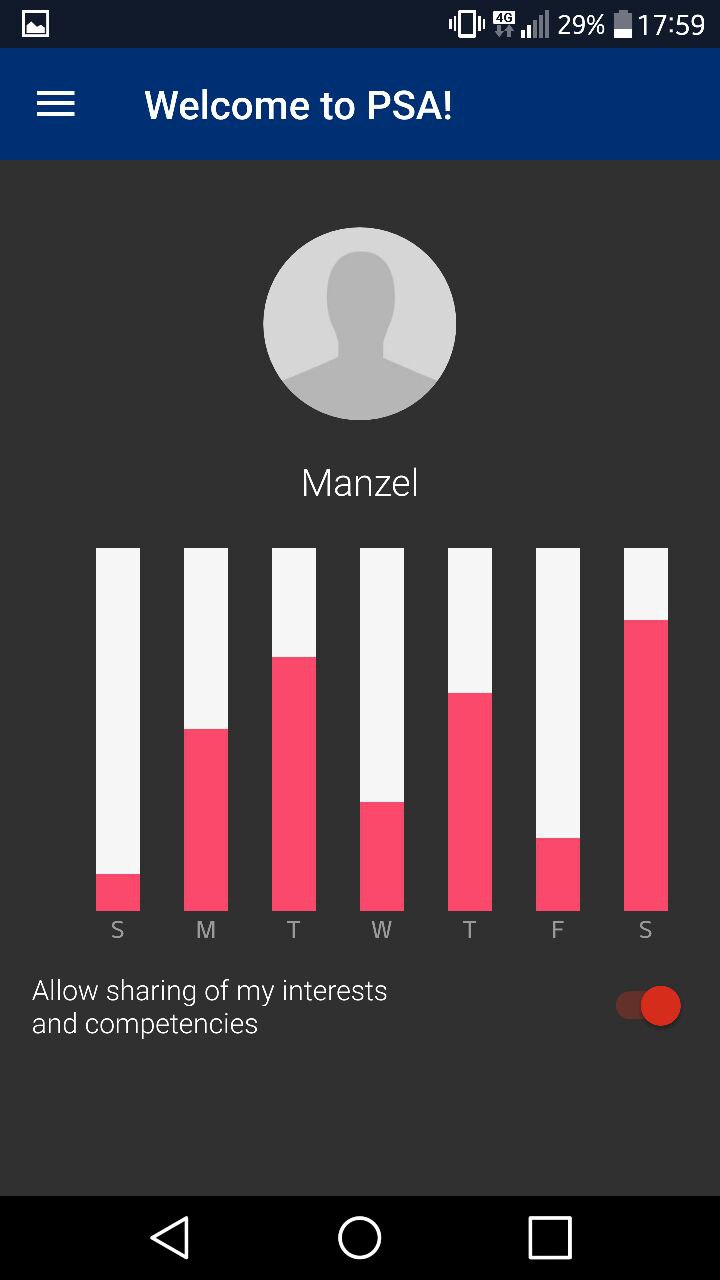 4G 29% 17:59
Welcome to PSA!
Manzel
S M T W T F S
Allow sharing of my interests
and competencies